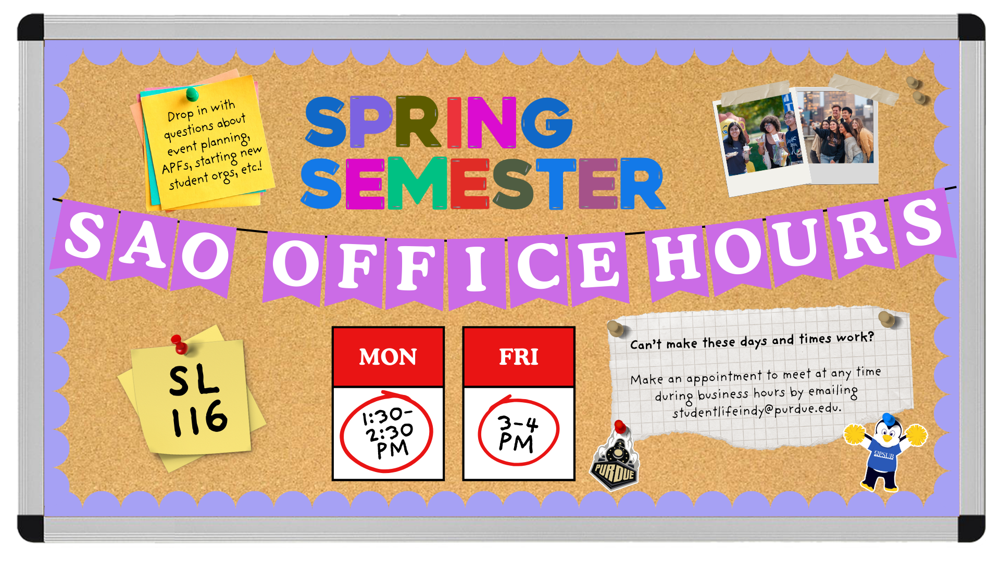 Drop in with
questions about
event planning,
APFs, starting new
student orgs, etc.!
SPRING
SEMESTER
SAO OFFICE HOURS
SL
116
MON
1:30-
2:30
PM
FRI
3-4
PM
Can't make these days and times work?
Make an appointment to meet at any time
during business hours by emailing
studentlifeindy@purdue.edu.
PURDUE
PSUB